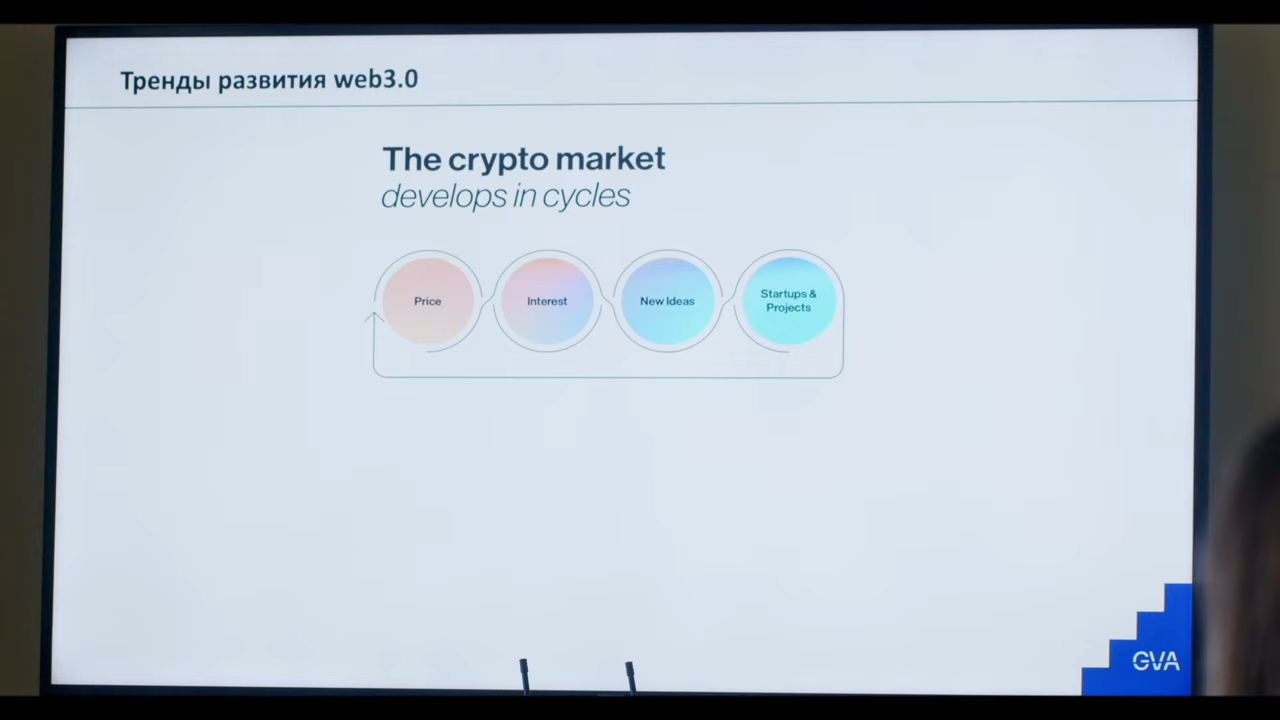 Тренды развития web3.0
The crypto market
develops in cycles
Price
Interest
New Ideas
Startups &
Projects
GVA